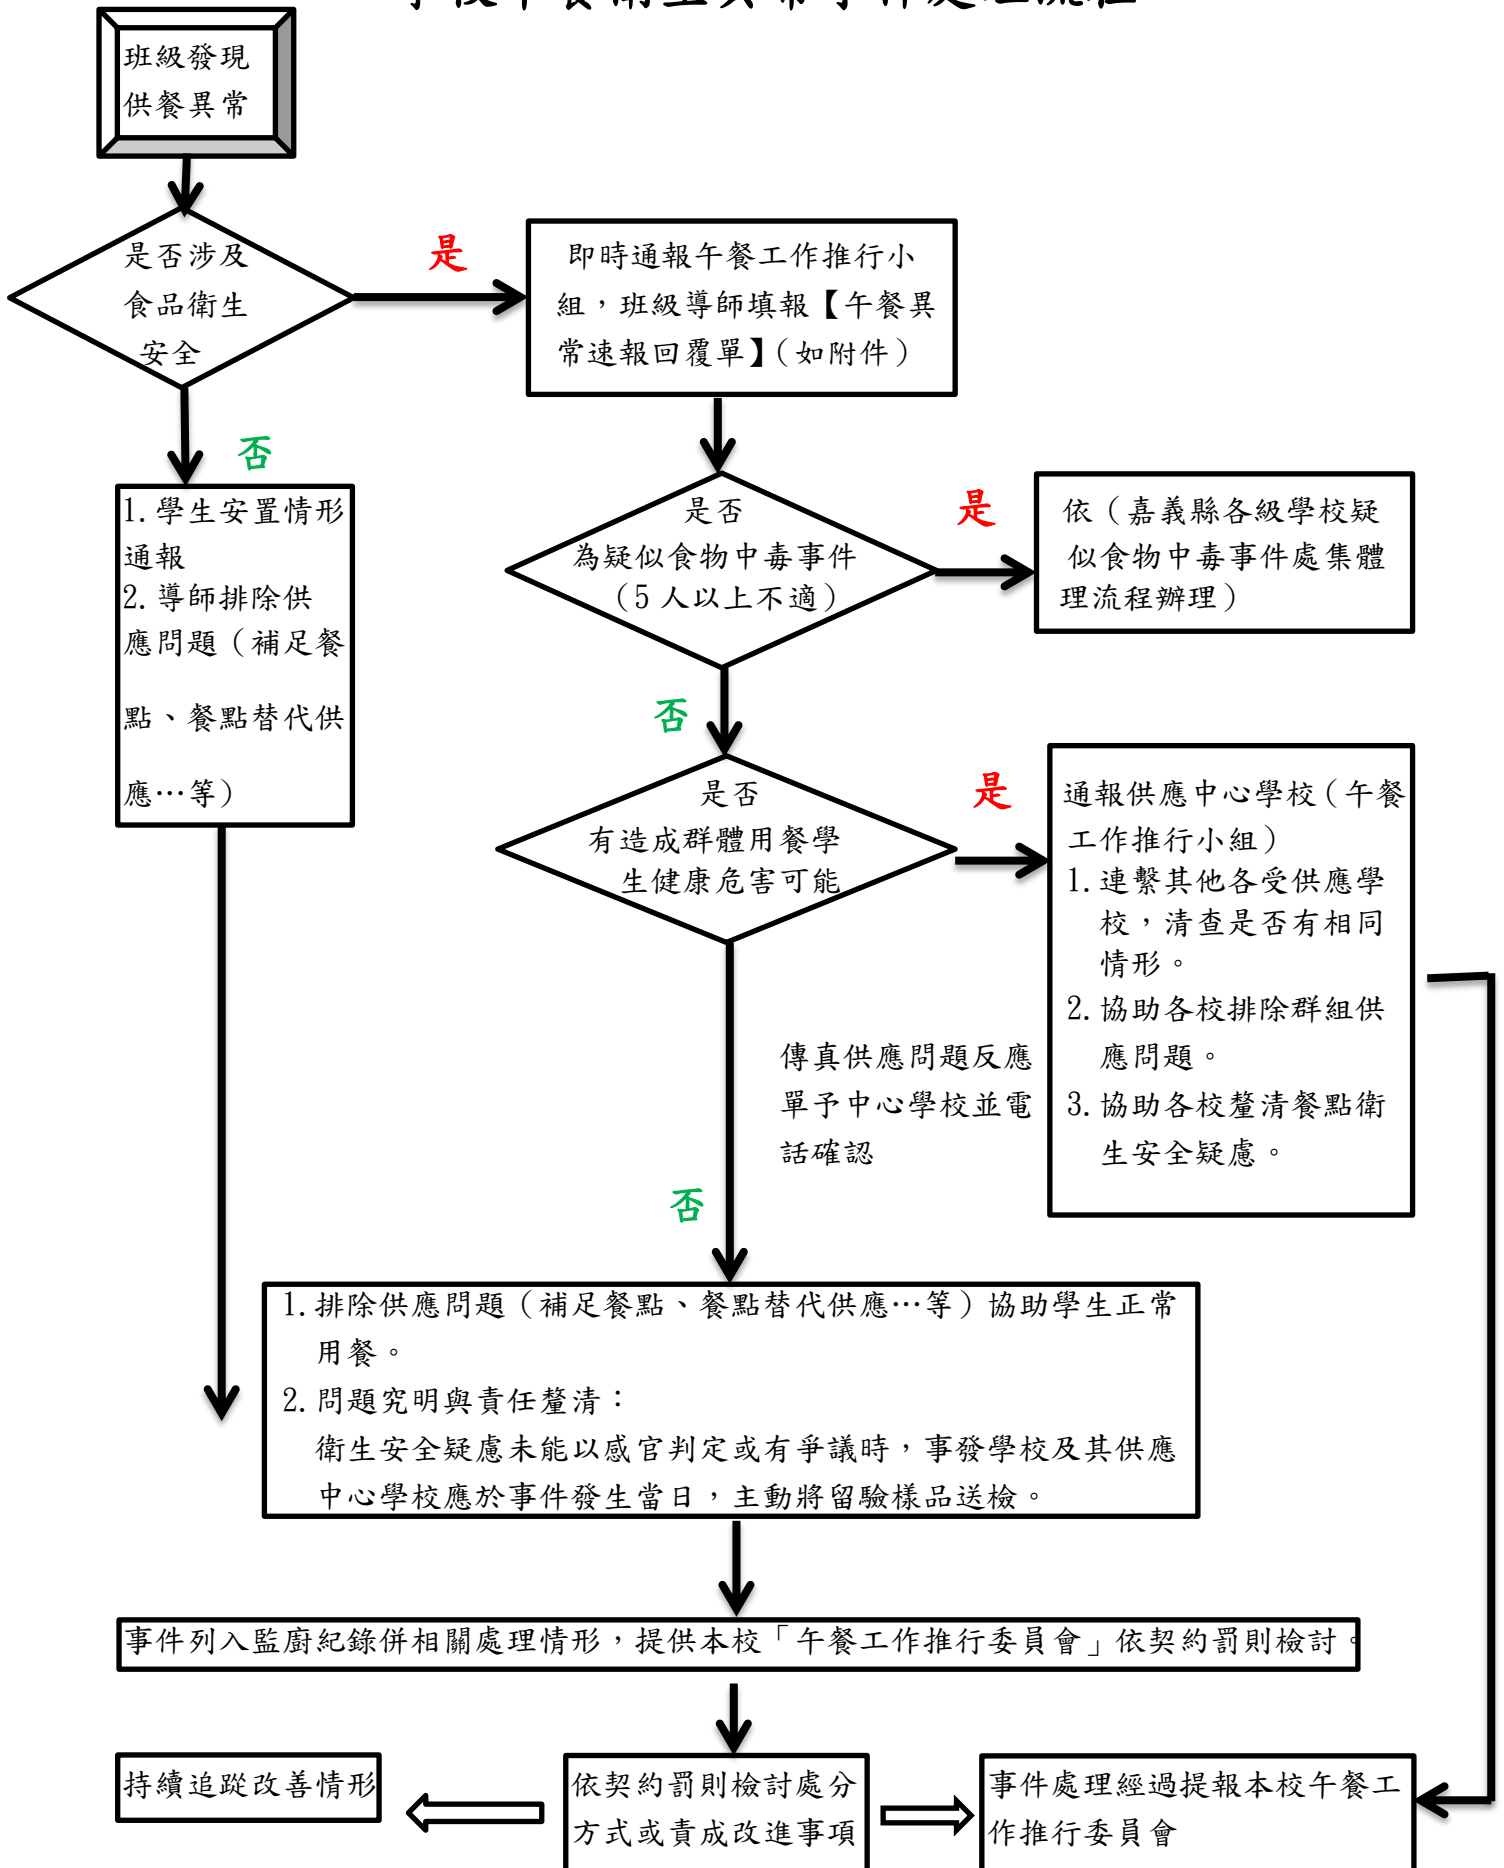 學校午餐衛生異常事件處理流程
班級發現
供餐異常
是否涉及
食品衛生
安全
是
即時通報午餐工作推行小
組，班級導師填報【午餐異
常速報回覆單】（如附件）
否
1.學生安置情形
通報
2.導師排除供
應問題（補足餐
點、餐點替代供
應…等）
是否
為疑似食物中毒事件
（5人以上不適）
是
依（嘉義縣各級學校疑
似食物中毒事件處集體
理流程辦理）
否
是否
有造成群體用餐學
生健康危害可能
是
通報供應中心學校（午餐
工作推行小組）
1.連繫其他各受供應學
校，清查是否有相同
情形。
2.協助各校排除群組供
應問題。
3.協助各校釐清餐點衛
生安全疑慮。
傳真供應問題反應
單予中心學校並電
話確認
否
1.排除供應問題（補足餐點、餐點替代供應…等）協助學生正常
用餐。
2.問題究明與責任釐清：
衛生安全疑慮未能以感官判定或有爭議時，事發學校及其供應
中心學校應於事件發生當日，主動將留驗樣品送檢。
事件列入監廚紀錄併相關處理情形，提供本校「午餐工作推行委員會」依契約罰則檢討。
持續追蹤改善情形
依契約罰則檢討處分
方式或責成改進事項
事件處理經過提報本校午餐工
作推行委員會